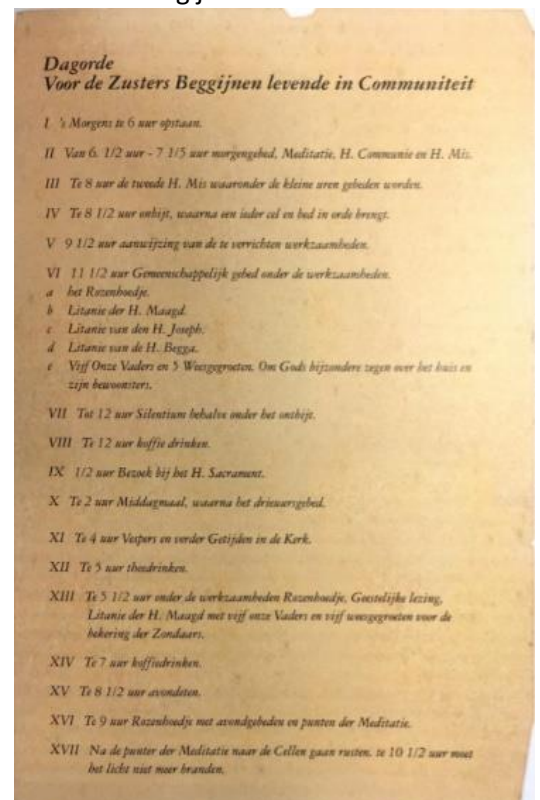 Dagorde
Voor de Zusters Beggijnen levende in Communiteit
I 's Morgens te 6 uur opstaan.
II Van 6. 1/2 uur - 7 1/5 uur morgengebed, Meditatie, H. Communie en H. Mis.
III Te 8 uur de tweede H. Mis waaronder de kleine uren gebeden worden.
IV Te 8 1/2 uur onbijt, waarna een ieder cel en bed in orde brengt.
V 9 1/2 uur aanwijzing van de te verrichten werkzaamheden.
VI 11 1/2 uur Gemeenschappelijk gebed onder de werkzaamheden.
a het Rozenhoedje.
b Litanie der H. Maagd.
c Litanie van den H. Joseph.
d Litanie van de H. Begga.
e Vijf Onze Vaders en 5 Weesgegroeten. Om Gods bijzondere zegen over het huis en
zijn bewoonsters.
VII Tot 12 uur Silentium behalve onder het ontbijt.
VIII Te 12 uur koffie drinken.
IX 1/2 uur Bezoek bij het H. Sacrament.
X Te 2 uur Middagmaal, waarna het drieuursgebed.
XI Te 4 uur Vespers en verder Getijden in de Kerk.
XII Te 5 uur theedrinken.
XIII Te 5 1/2 uur onder de werkzaamheden Rozenhoedje, Geestelijke lezing,
Litanie der H. Maagd met vijf onze Vaders en vijf weesgegroeten voor de
bekering der Zondaars.
XIV Te 7 uur koffiedrinken.
XV Te 8 1/2 uur avondeten.
XVI Te 9 uur Rozenhoedje met avondgebeden en punten der Meditatie.
XVII Na de punten der Meditatie naar de Cellen gaan rusten. te 10 1/2 uur moet
het licht niet meer branden.